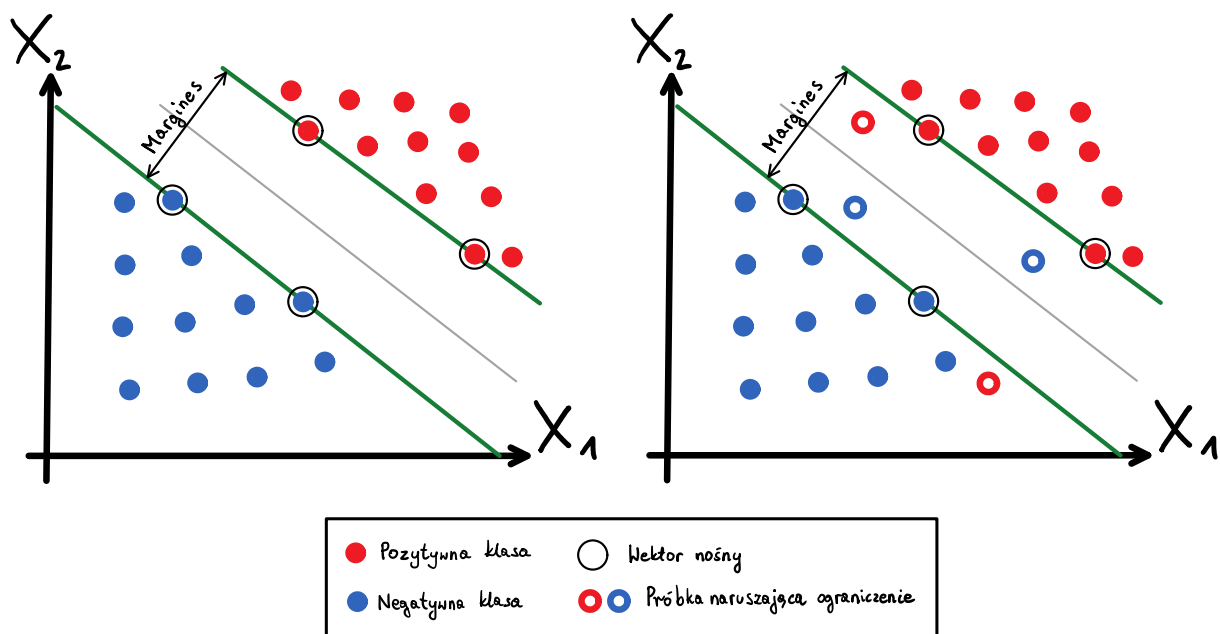 X₂
Margines
X₁
X₂
Margines
X₁
Pozytywna klasa
Wektor nośny
Negatywna klasa
Próbka naruszająca ograniczenie